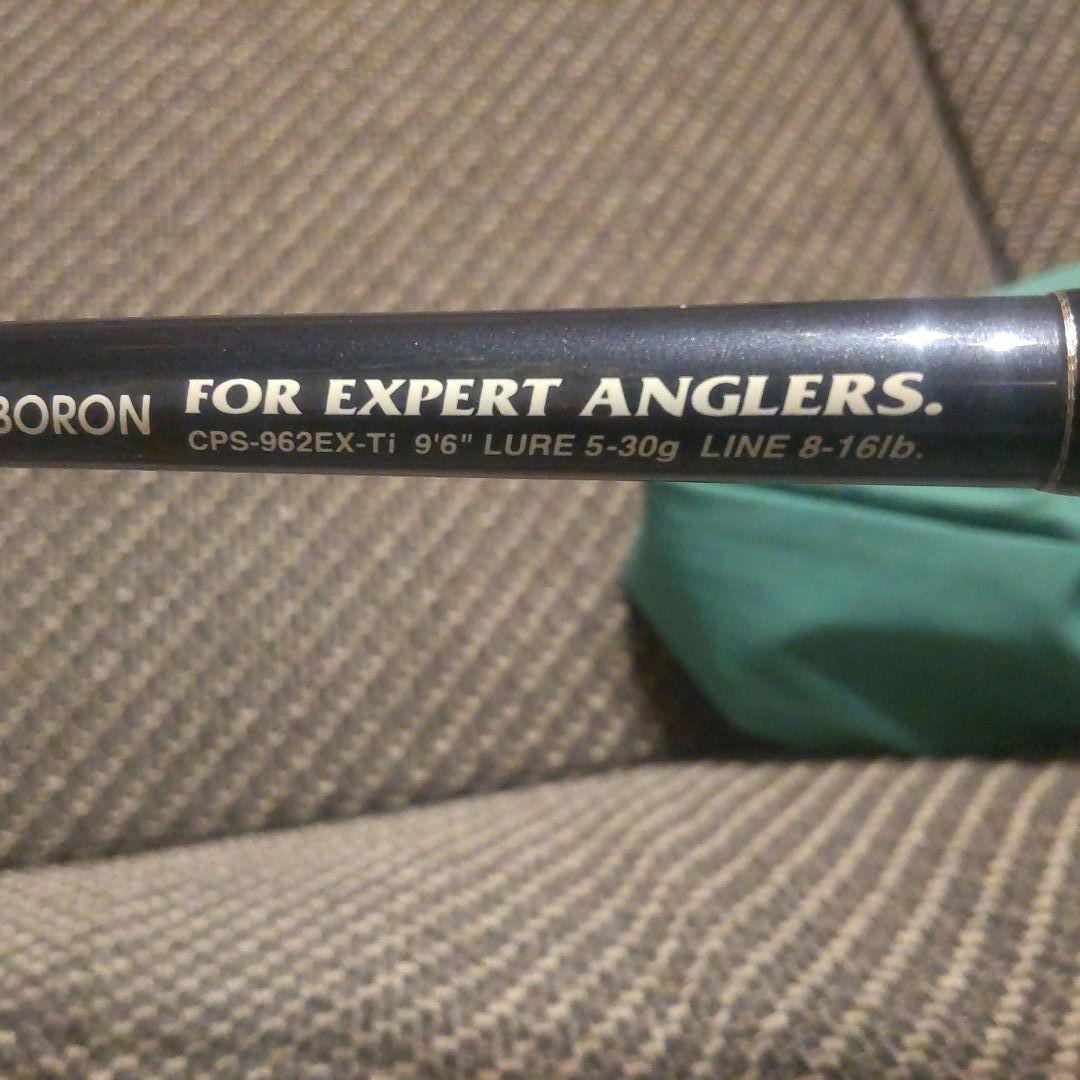 BORON FOR EXPERT ANGLERS.
CPS-962EX-Ti 9'6" LURE 5-30g LINE 8-16lb.